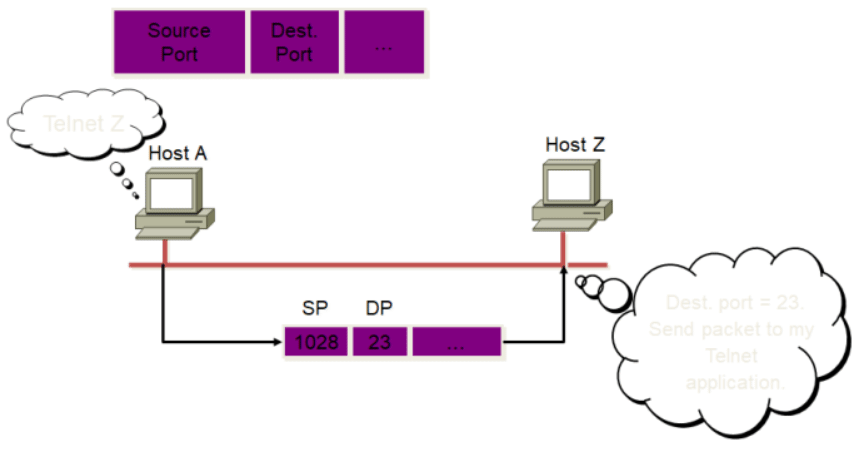 Source Dest.
Port Port ...
Telnet Z
Host A
Host Z
SP DP
1028 23 ...
Dest. port = 23.
Send packet to my
Telnet
application.